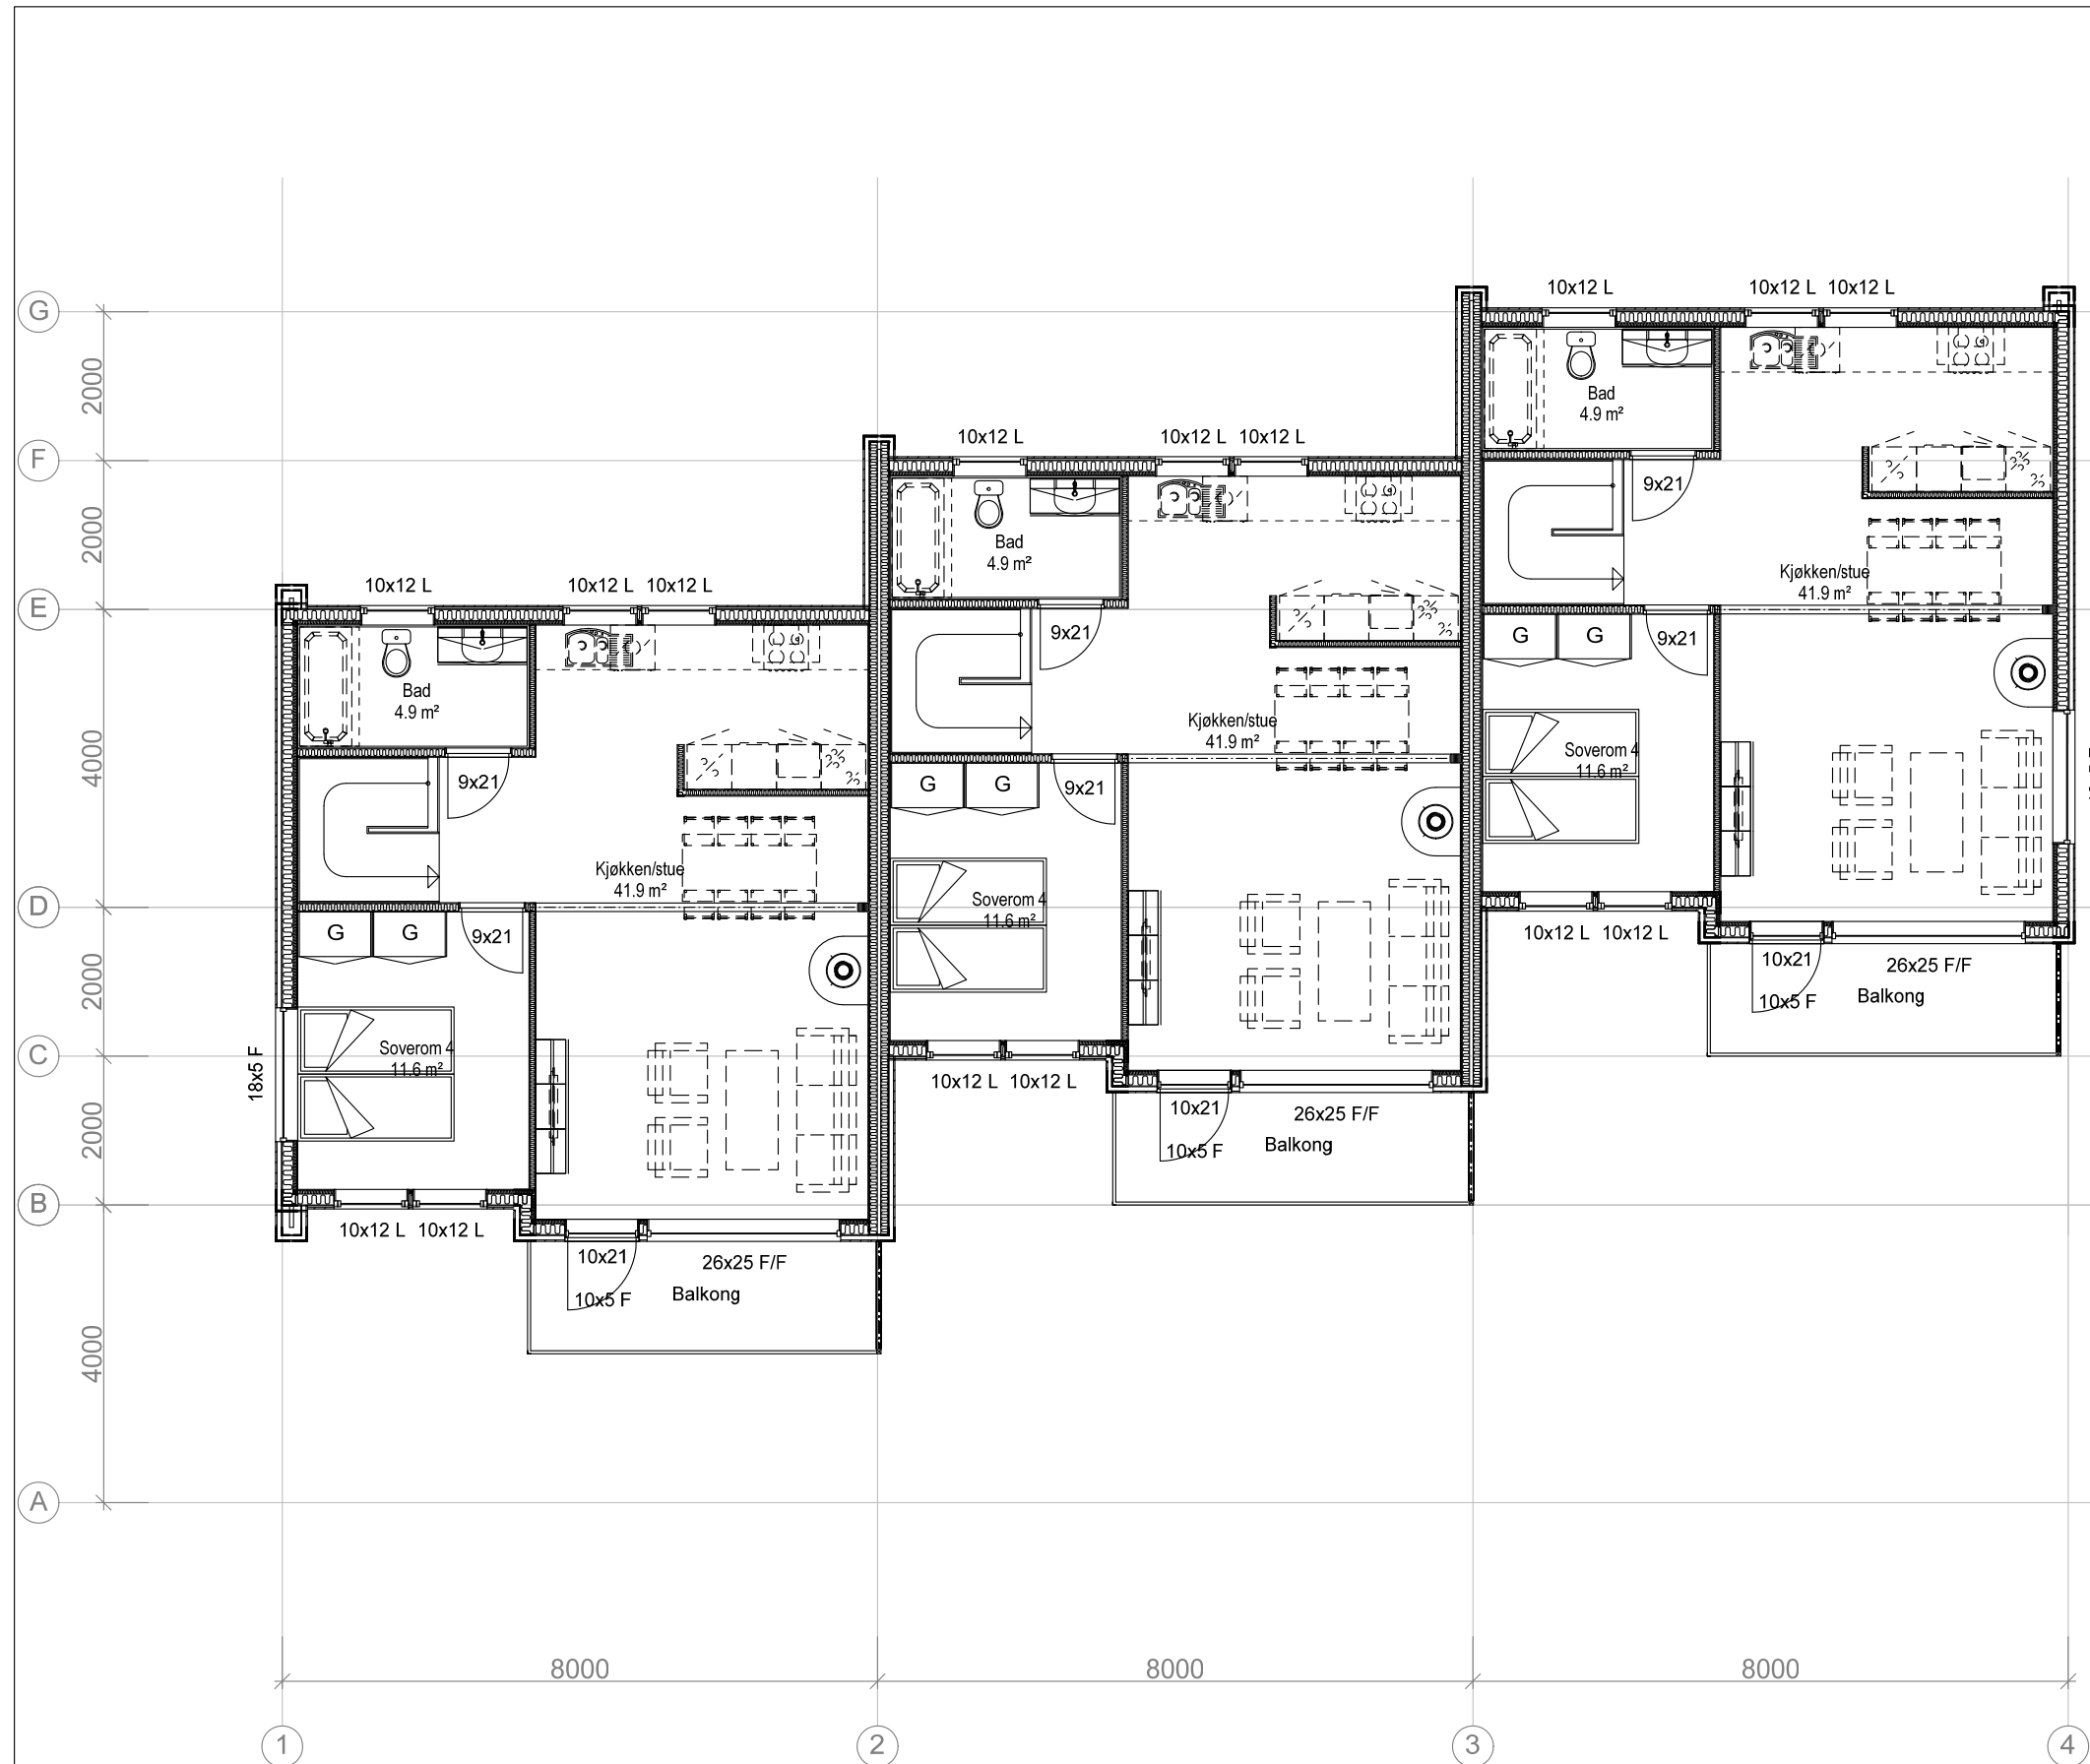 10x12 L 10x12 L 10x12 L
G
2000
Bad
4.9 m²
10x12 L 10x12 L 10x12 L
F
9x21
2000
Bad
4.9 m²
Kjøkken/stue
41.9 m²
10x12 L 10x12 L 10x12 L
E
9x21
G G 9x21
Bad
4.9 m²
Kjøkken/stue
41.9 m²
Soverom 4
11.6 m²
4000
9x21
G G 9x21
Kjøkken/stue
41.9 m²
Soverom 4
11.6 m²
D
G G 9x21
10x12 L 10x12 L
10x21 26x25 F/F
10x5 F Balkong
2000
Soverom 4
11.6 m²
C
18x5 F
10x12 L 10x12 L
10x21 26x25 F/F
10x5 F Balkong
2000
B
10x12 L 10x12 L
10x21 26x25 F/F
10x5 F Balkong
4000
A
8000 8000 8000
1 2 3 4